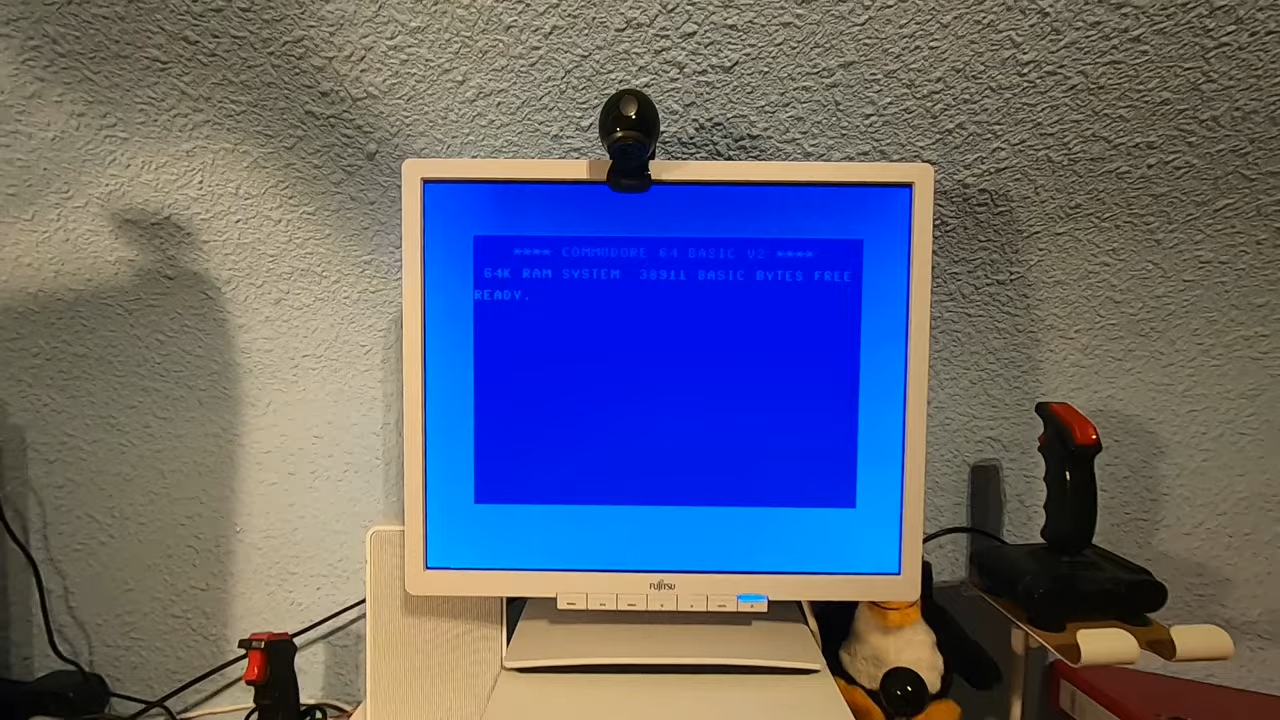 **** COMMODORE 64 BASIC V2 ****
64K RAM SYSTEM  38911 BASIC BYTES FREE
READY.
FUJITSU